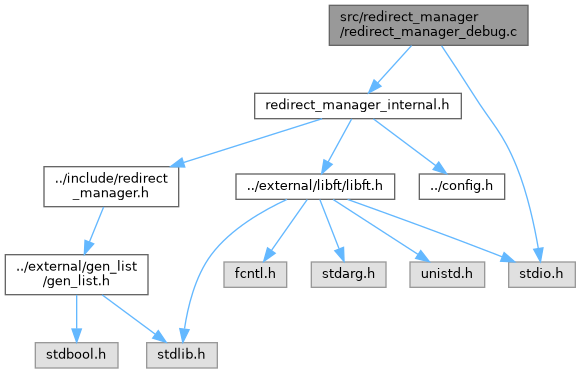 src/redirect_manager
/redirect_manager_debug.c
redirect_manager_internal.h
../include/redirect
_manager.h
../external/libft/libft.h
../config.h
../external/gen_list
/gen_list.h
fcntl.h
stdarg.h
unistd.h
stdio.h
stdbool.h
stdlib.h